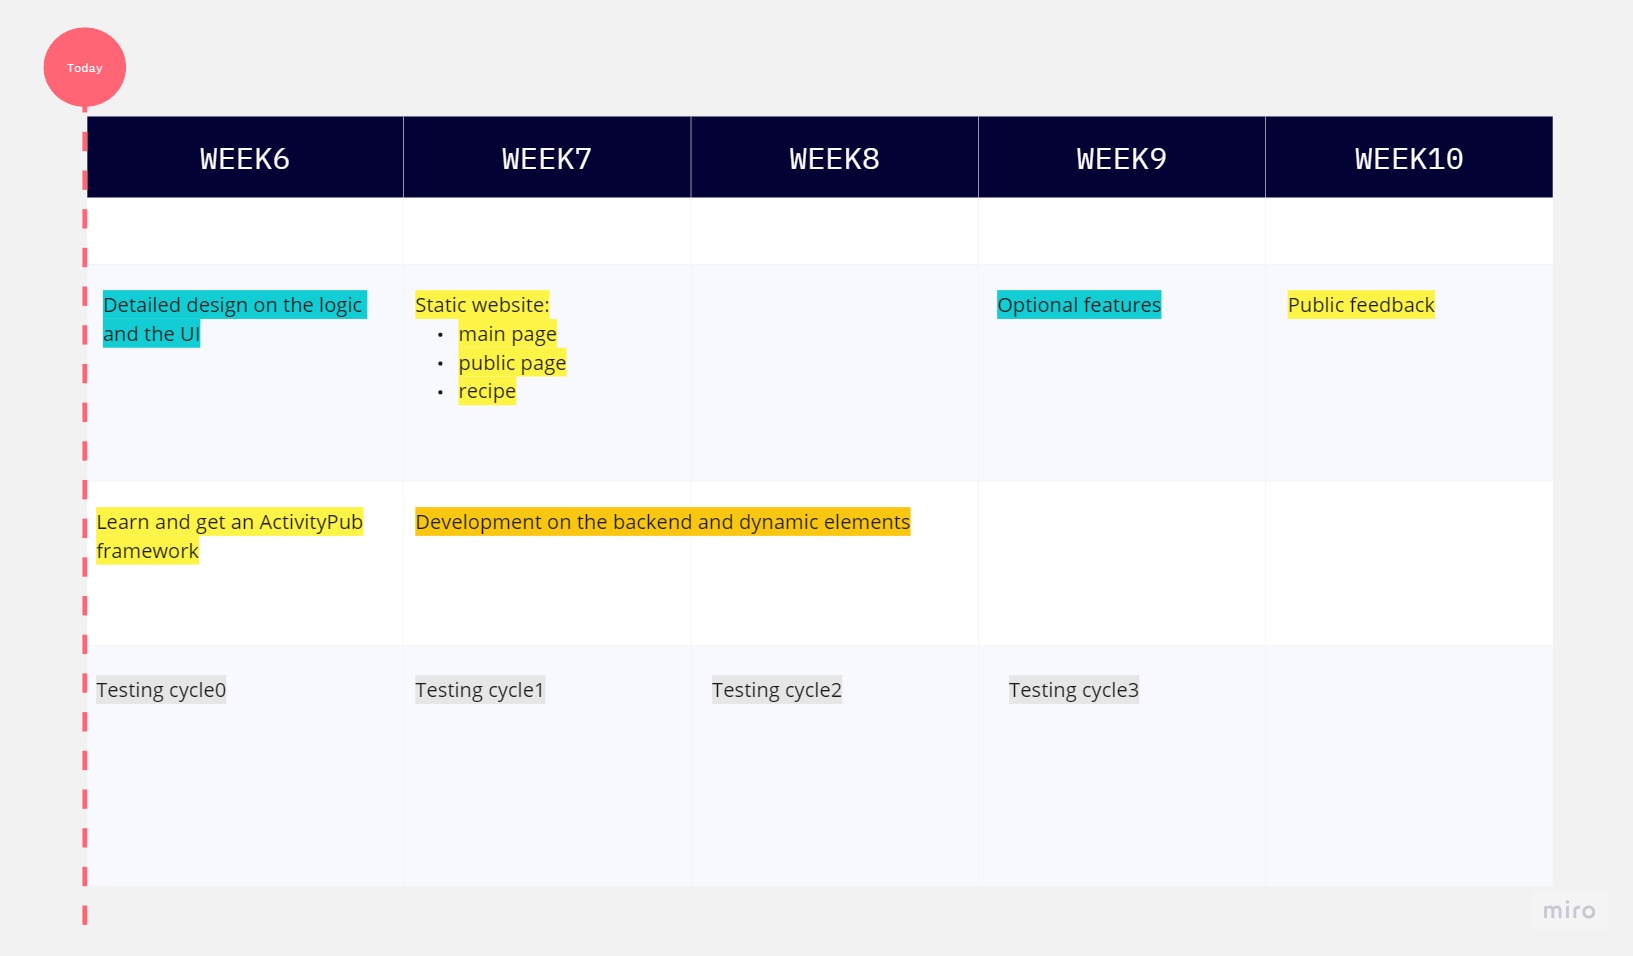 Today
WEEK6
WEEK7
WEEK8
WEEK9
WEEK10
Detailed design on the logic
and the UI
Static website:
• main page
• public page
• recipe
Optional features
Public feedback
Learn and get an ActivityPub
framework
Development on the backend and dynamic elements
Testing cycle0
Testing cycle1
Testing cycle2
Testing cycle3
miro